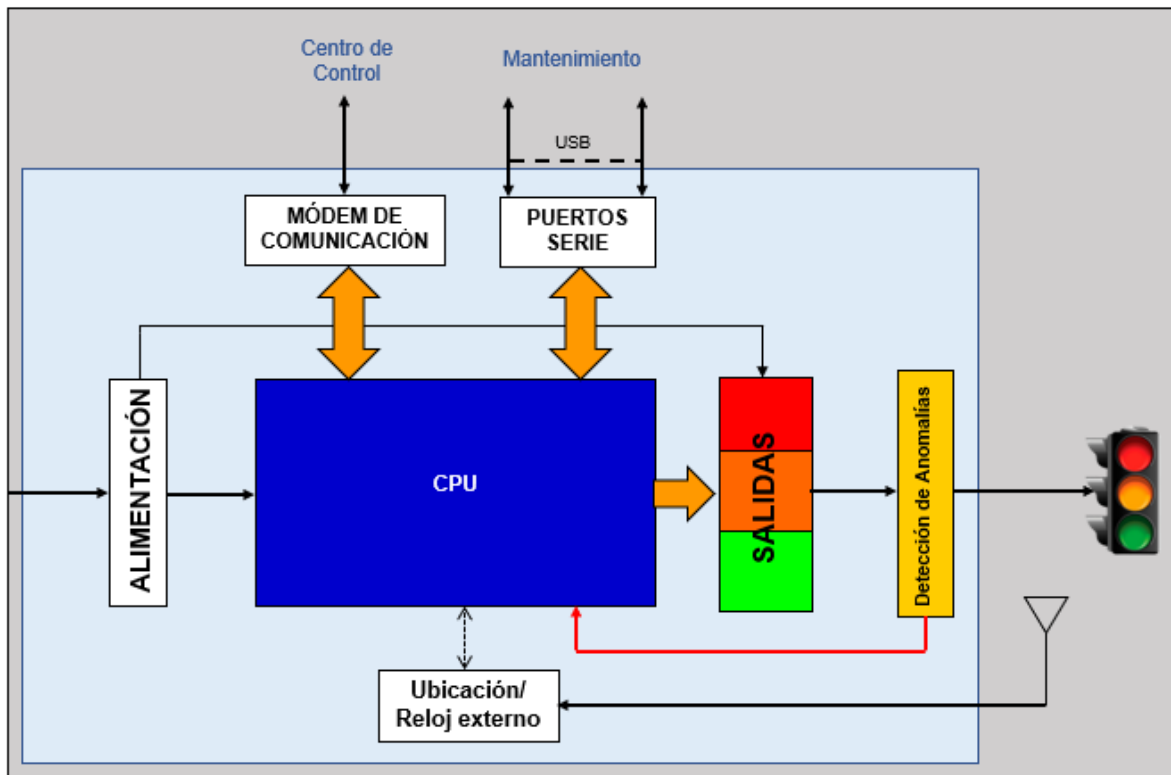 Centro de
Control
Mantenimiento
USB
MÓDEM DE
COMUNICACIÓN
PUERTOS
SERIE
ALIMENTACIÓN
CPU
SALIDAS
Detección de Anomalías
Ubicación/
Reloj externo